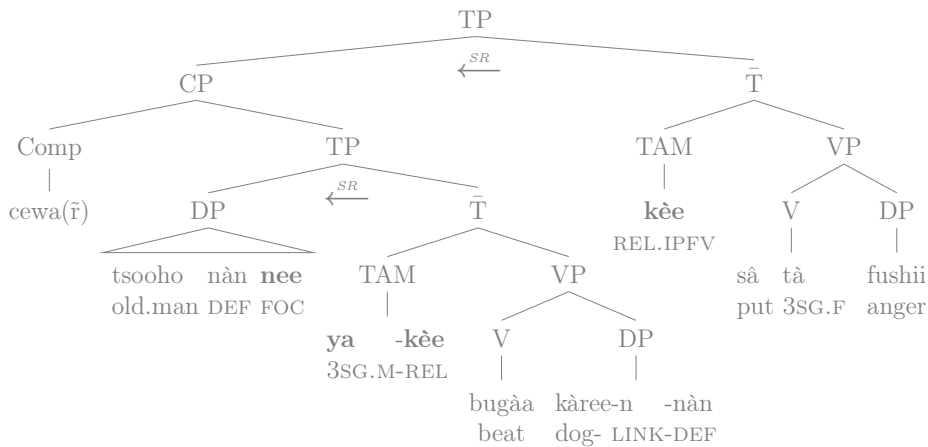 TP
SR
CP T̄
Comp TP TAM VP
cewa(r̃) DP SR T̄ kèe V DP
REL.IPFV
tsooho nàn nee TAM VP sâ tà fushii
old.man DEF FOC put 3SG.F anger
ya -kèe V DP
3SG.M-REL
bugàa kàree-n -nàn
beat dog- LINK-DEF